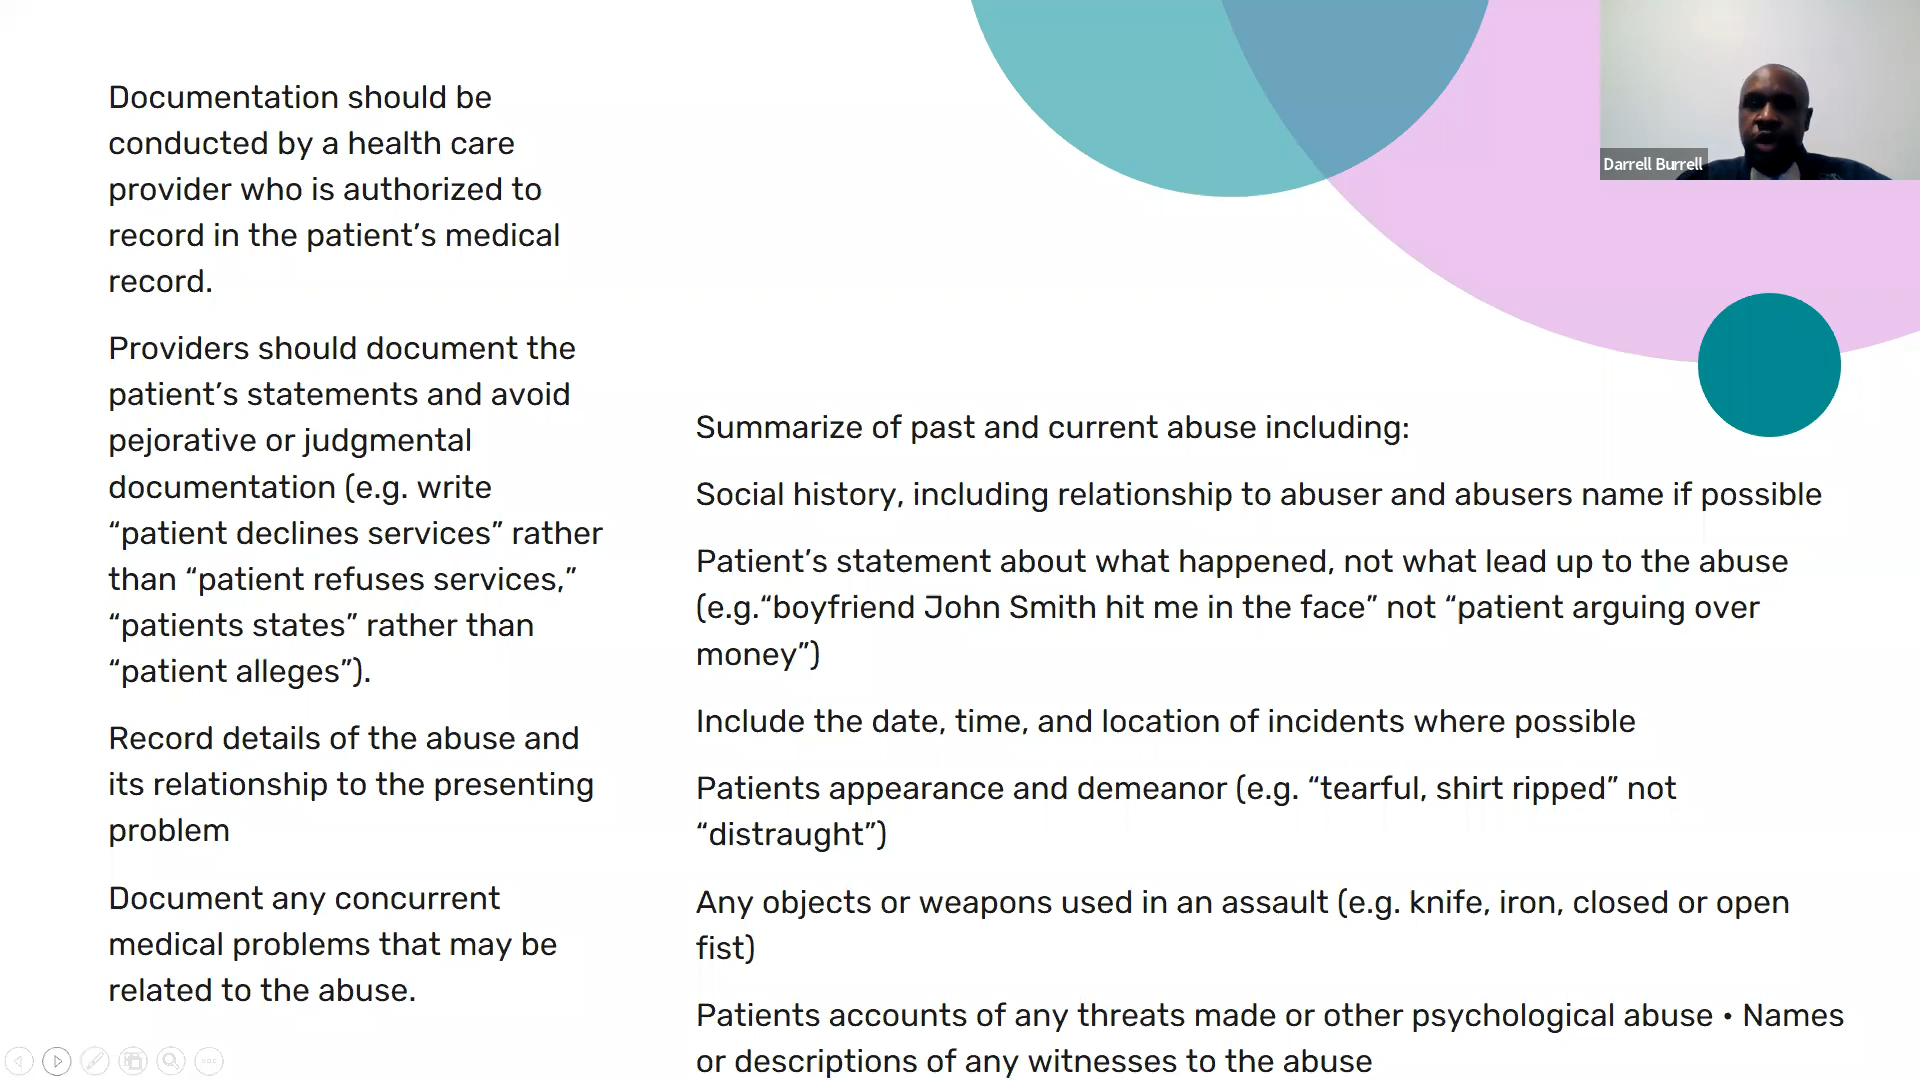 Documentation should be
conducted by a health care
provider who is authorized to
record in the patient’s medical
record.
Providers should document the
patient’s statements and avoid
pejorative or judgmental
documentation (e.g. write
“patient declines services” rather
than “patient refuses services,”
“patients states” rather than
“patient alleges”).
Record details of the abuse and
its relationship to the presenting
problem
Document any concurrent
medical problems that may be
related to the abuse.
Summarize of past and current abuse including:
Social history, including relationship to abuser and abusers name if possible
Patient’s statement about what happened, not what lead up to the abuse
(e.g.“boyfriend John Smith hit me in the face” not “patient arguing over
money”)
Include the date, time, and location of incidents where possible
Patients appearance and demeanor (e.g. “tearful, shirt ripped” not
“distraught”)
Any objects or weapons used in an assault (e.g. knife, iron, closed or open
fist)
Patients accounts of any threats made or other psychological abuse • Names
or descriptions of any witnesses to the abuse
Darrell Burrell